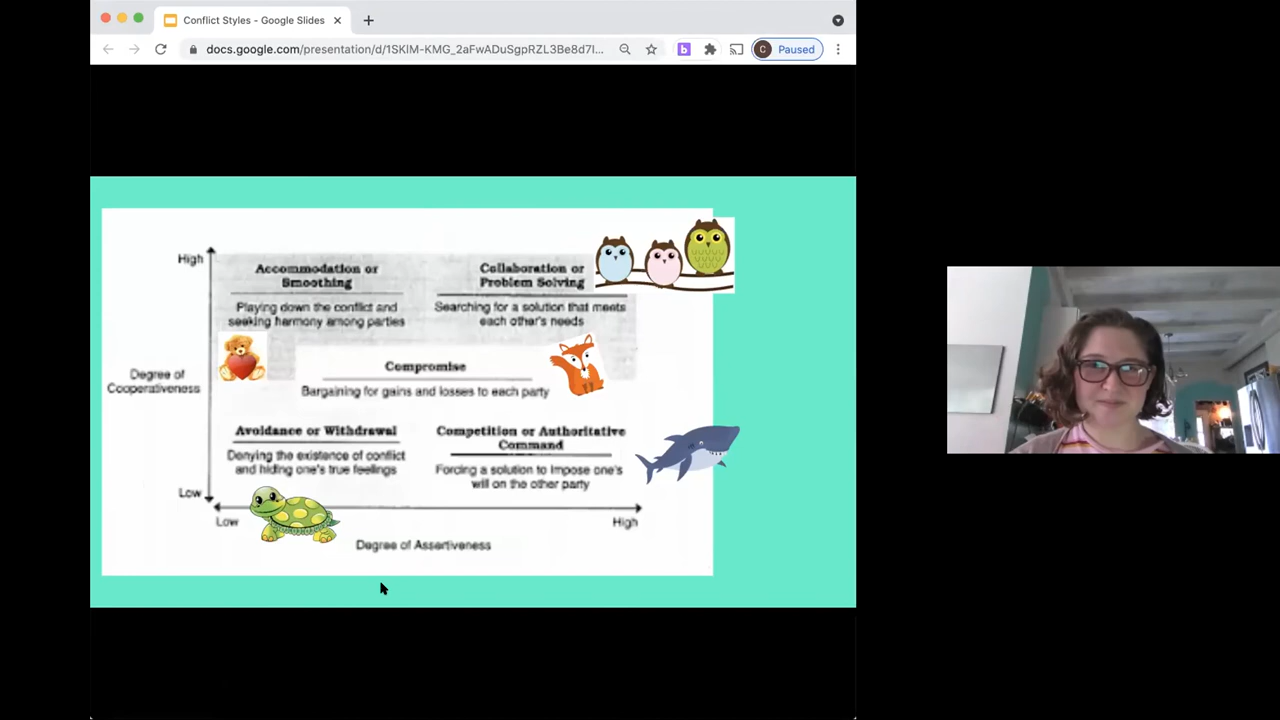 Conflict Styles - Google Slides
docs.google.com/presentation/d/1SKlM-KMG_2aFwADuSgpRZL3Be8d7l...
b
C
Paused
High
Accommodation or
Smoothing
Playing down the conflict and
seeking harmony among parties
Collaboration or
Problem Solving
Searching for a solution that meets
each other's needs
Degree of
Cooperativeness
Compromise
Bargaining for gains and losses to each party
Avoidance or Withdrawal
Denying the existence of conflict
and hiding one's true feelings
Competition or Authoritative
Command
Forcing a solution to impose one's
will on the other party
Low
Low
High
Degree of Assertiveness